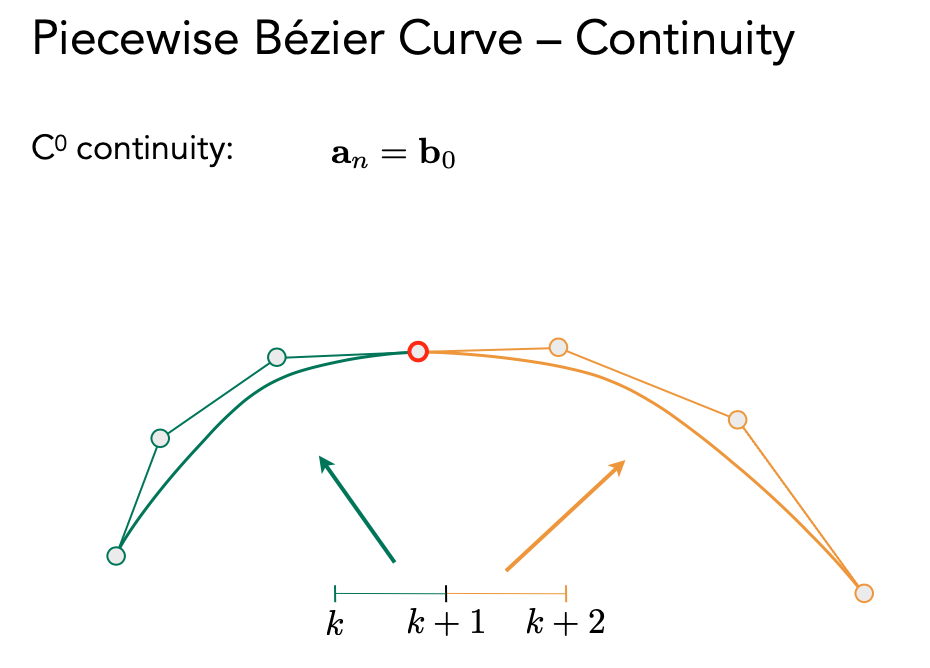 Piecewise Bézier Curve – Continuity
C⁰ continuity: aₙ = b₀
k k + 1 k + 2